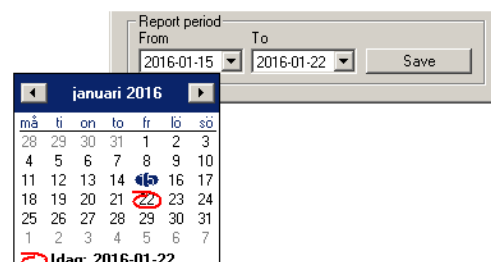 Report period
From To
2016-01-15 2016-01-22 Save
januari 2016
må ti on to fr lö sö
28 29 30 31 1 2 3
4 5 6 7 8 9 10
11 12 13 14 15 16 17
18 19 20 21 22 23 24
25 26 27 28 29 30 31
1 2 3 4 5 6 7
Idag: 2016-01-22